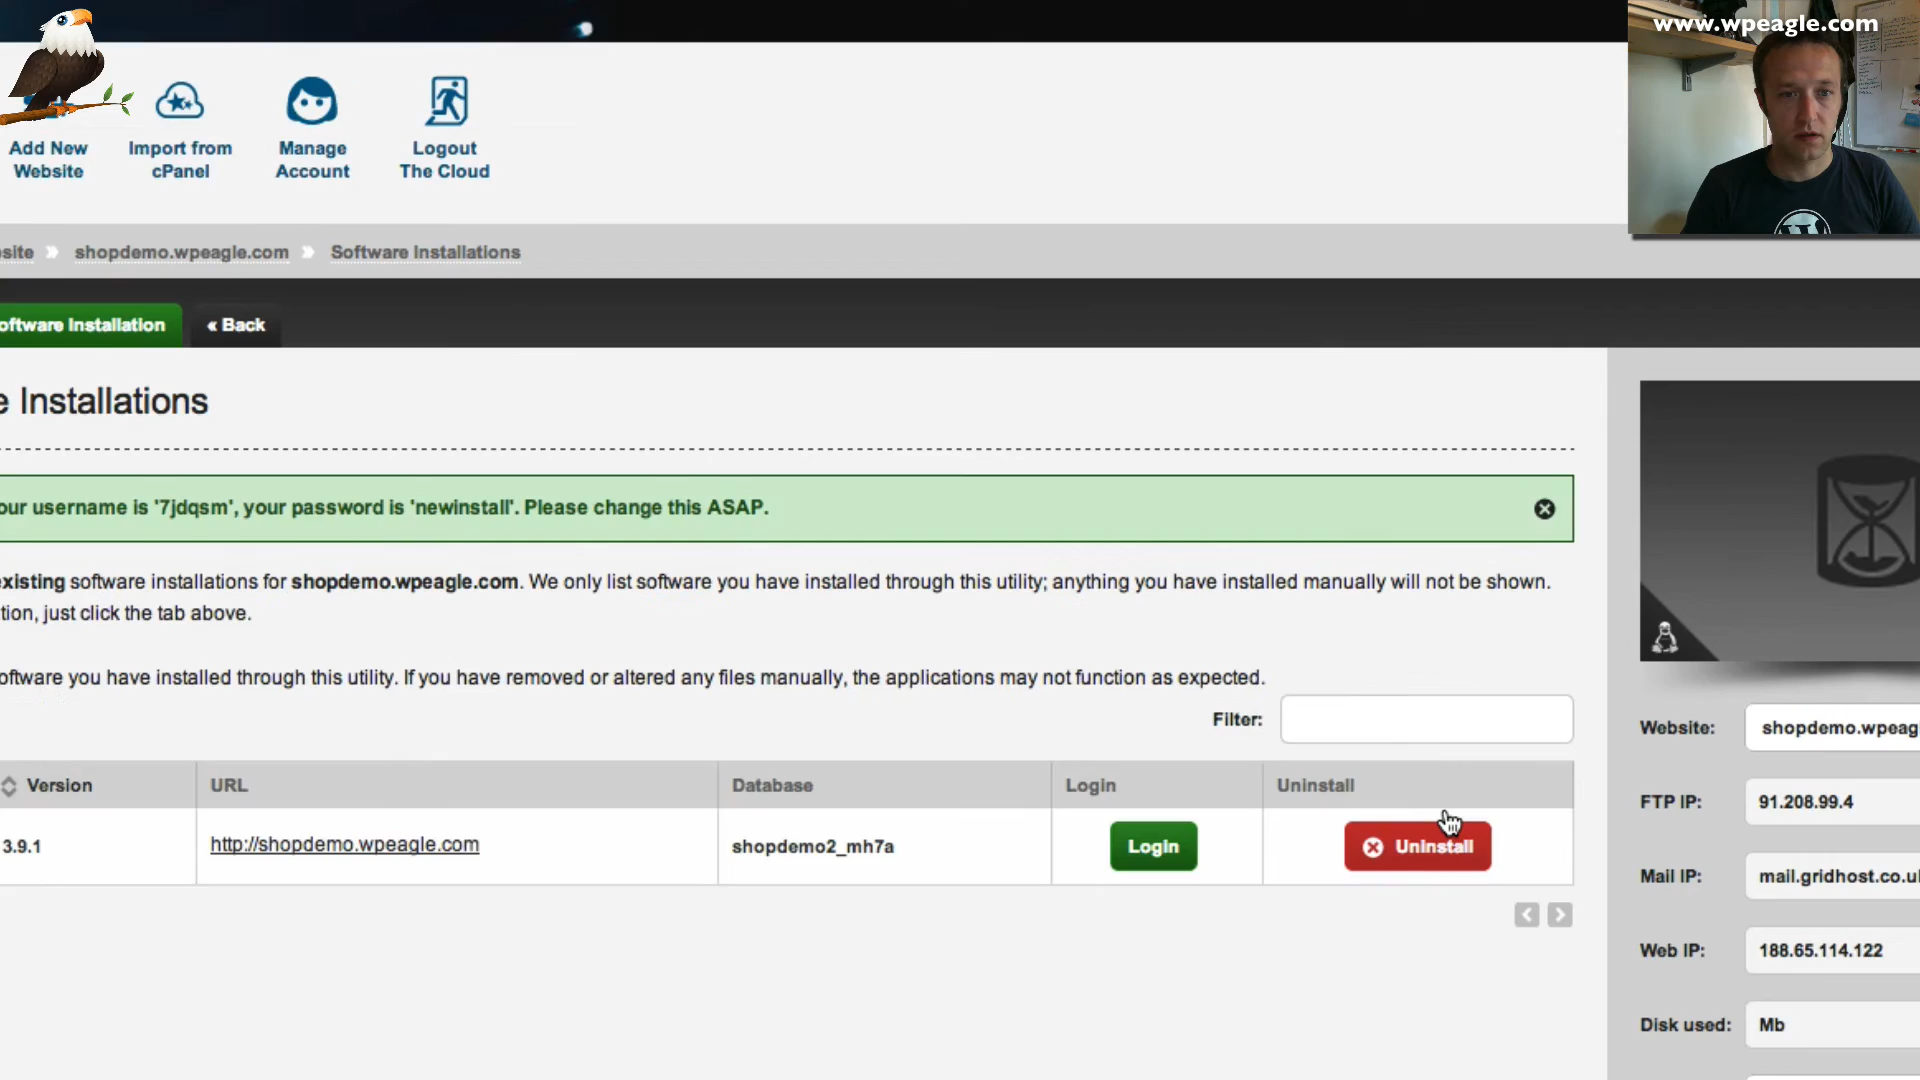 www.wpeagle.com
Add New
Website
Import from
cPanel
Manage
Account
Logout
The Cloud
site
shopdemo.wpeagle.com
Software Installations
oftware Installation
« Back
e Installations
our username is '7jdqsm', your password is 'newinstall'. Please change this ASAP.
existing software installations for shopdemo.wpeagle.com. We only list software you have installed through this utility; anything you have installed manually will not be shown.
tion, just click the tab above.
oftware you have installed through this utility. If you have removed or altered any files manually, the applications may not function as expected.
Filter:
Version URL Database Login Uninstall
3.9.1 http://shopdemo.wpeagle.com shopdemo2_mh7a Login Uninstall
Website: shopdemo.wpeag
FTP IP: 91.208.99.4
Mail IP: mail.gridhost.co.u
Web IP: 188.65.114.122
Disk used: Mb